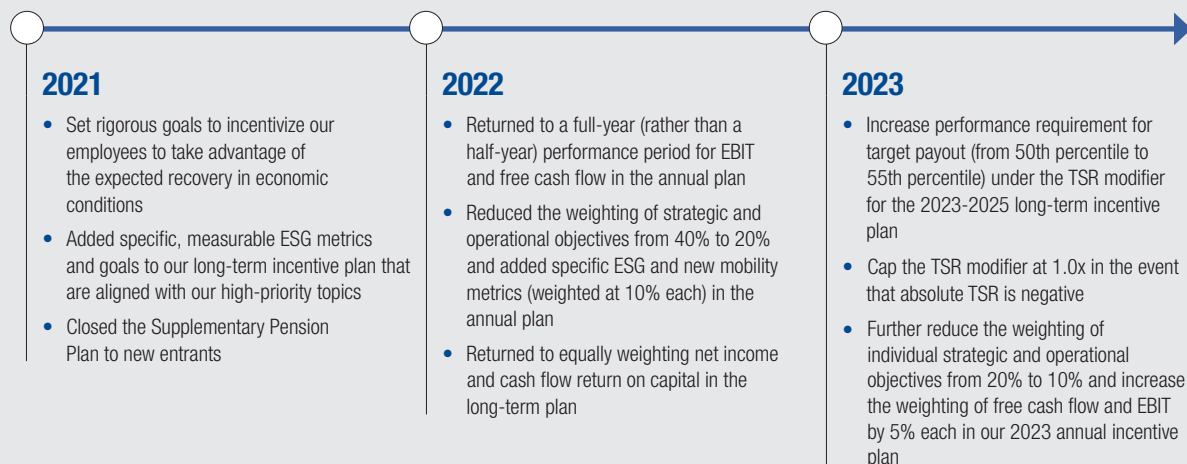 2021
• Set rigorous goals to incentivize our
employees to take advantage of
the expected recovery in economic
conditions
• Added specific, measurable ESG metrics
and goals to our long-term incentive plan that
are aligned with our high-priority topics
• Closed the Supplementary Pension
Plan to new entrants
2022
• Returned to a full-year (rather than a
half-year) performance period for EBIT
and free cash flow in the annual plan
• Reduced the weighting of strategic and
operational objectives from 40% to 20%
and added specific ESG and new mobility
metrics (weighted at 10% each) in the
annual plan
• Returned to equally weighting net income
and cash flow return on capital in the
long-term plan
2023
• Increase performance requirement for
target payout (from 50th percentile to
55th percentile) under the TSR modifier
for the 2023-2025 long-term incentive
plan
• Cap the TSR modifier at 1.0x in the event
that absolute TSR is negative
• Further reduce the weighting of
individual strategic and operational
objectives from 20% to 10% and increase
the weighting of free cash flow and EBIT
by 5% each in our 2023 annual incentive
plan